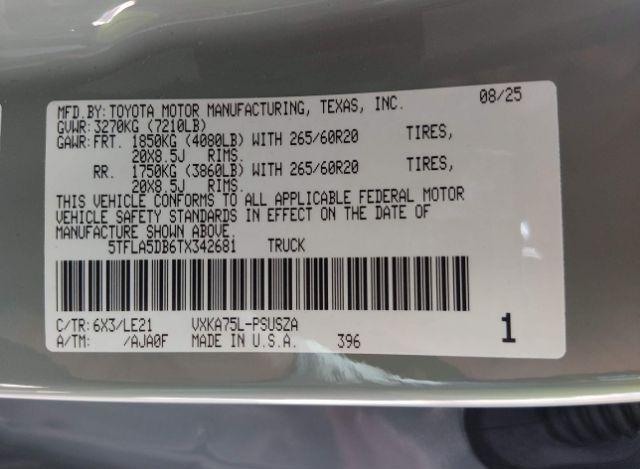 MFD.BY:TOYOTA MOTOR MANUFACTURING, TEXAS, INC. 08/25
GVWR:3270KG (7210LB)
GAWR:FRT. 1850KG (4080LB) WITH 265/60R20 TIRES,
20X8.5J RIMS.
RR. 1750KG (3860LB) WITH 265/60R20 TIRES,
20X8.5J RIMS.
THIS VEHICLE CONFORMS TO ALL APPLICABLE FEDERAL MOTOR
VEHICLE SAFETY STANDARDS IN EFFECT ON THE DATE OF
MANUFACTURE SHOWN ABOVE.
5TFLA5DB6TX342681 TRUCK
C/TR:6X3/LE21 VXKA75L-PSUSZA
A/TM: /AJA0F MADE IN U.S.A. 396 1